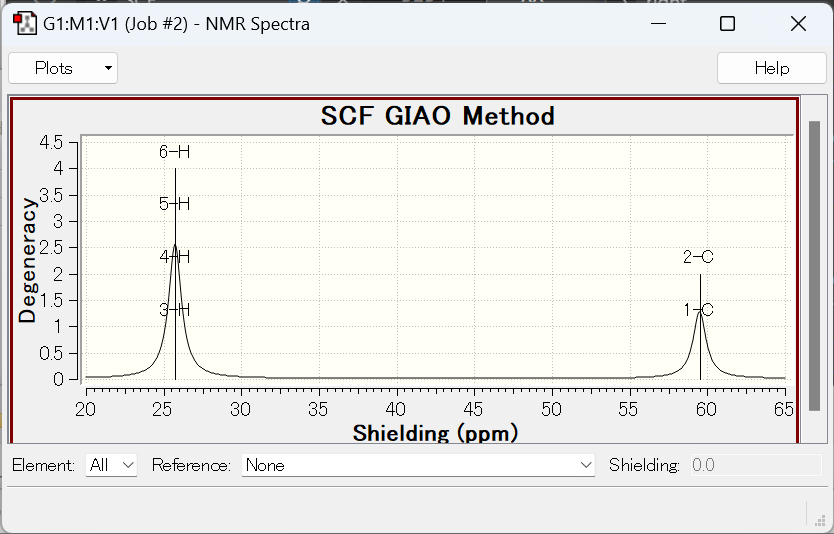 G1:M1:V1 (Job #2) - NMR Spectra
Plots
Help
SCF GIAO Method
4.5
4
3.5
3
2.5
2
1.5
1
0.5
0
Degeneracy
6-H
5-H
4-H
3-H
2-C
1-C
20
25
30
35
40
45
50
55
60
65
Shielding (ppm)
Element: All Reference: None Shielding: 0.0